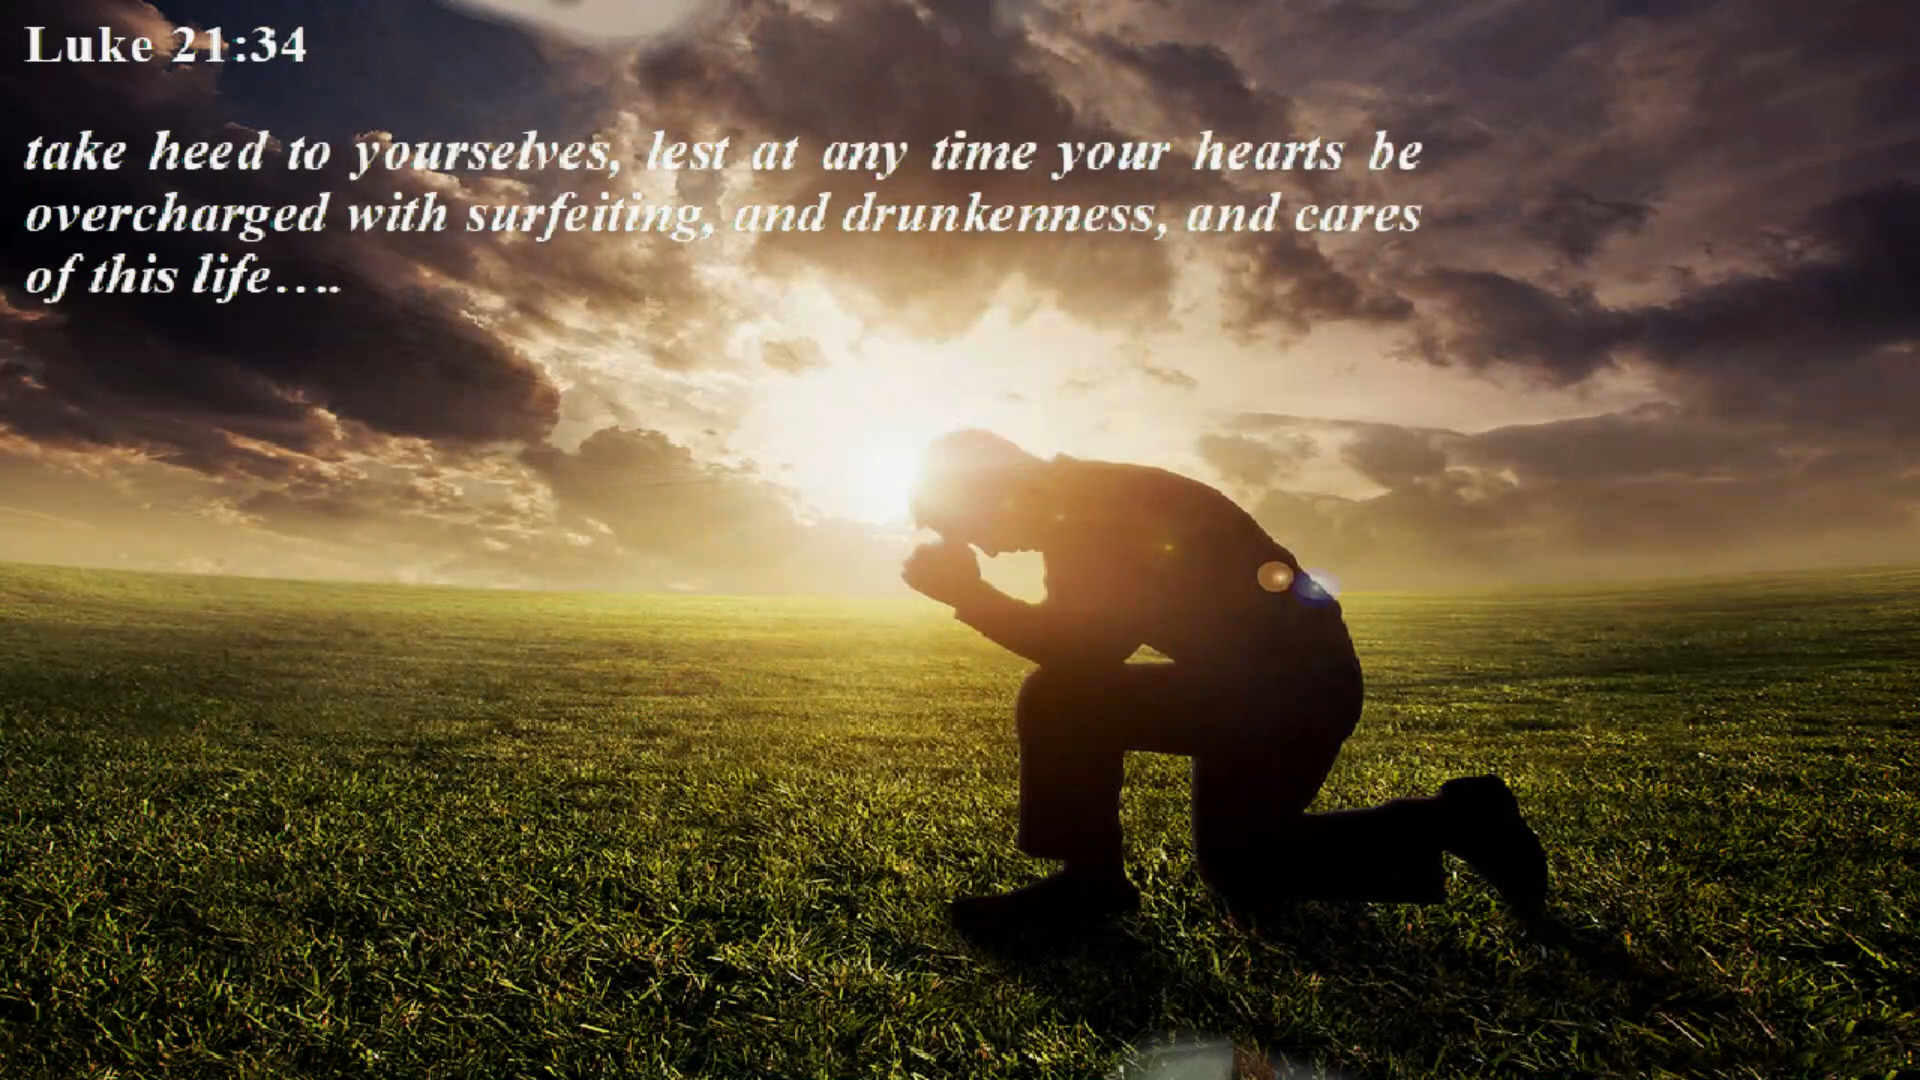 Luke 21:34
take heed to yourselves, lest at any time your hearts be
overcharged with surfeiting, and drunkenness, and cares
of this life….